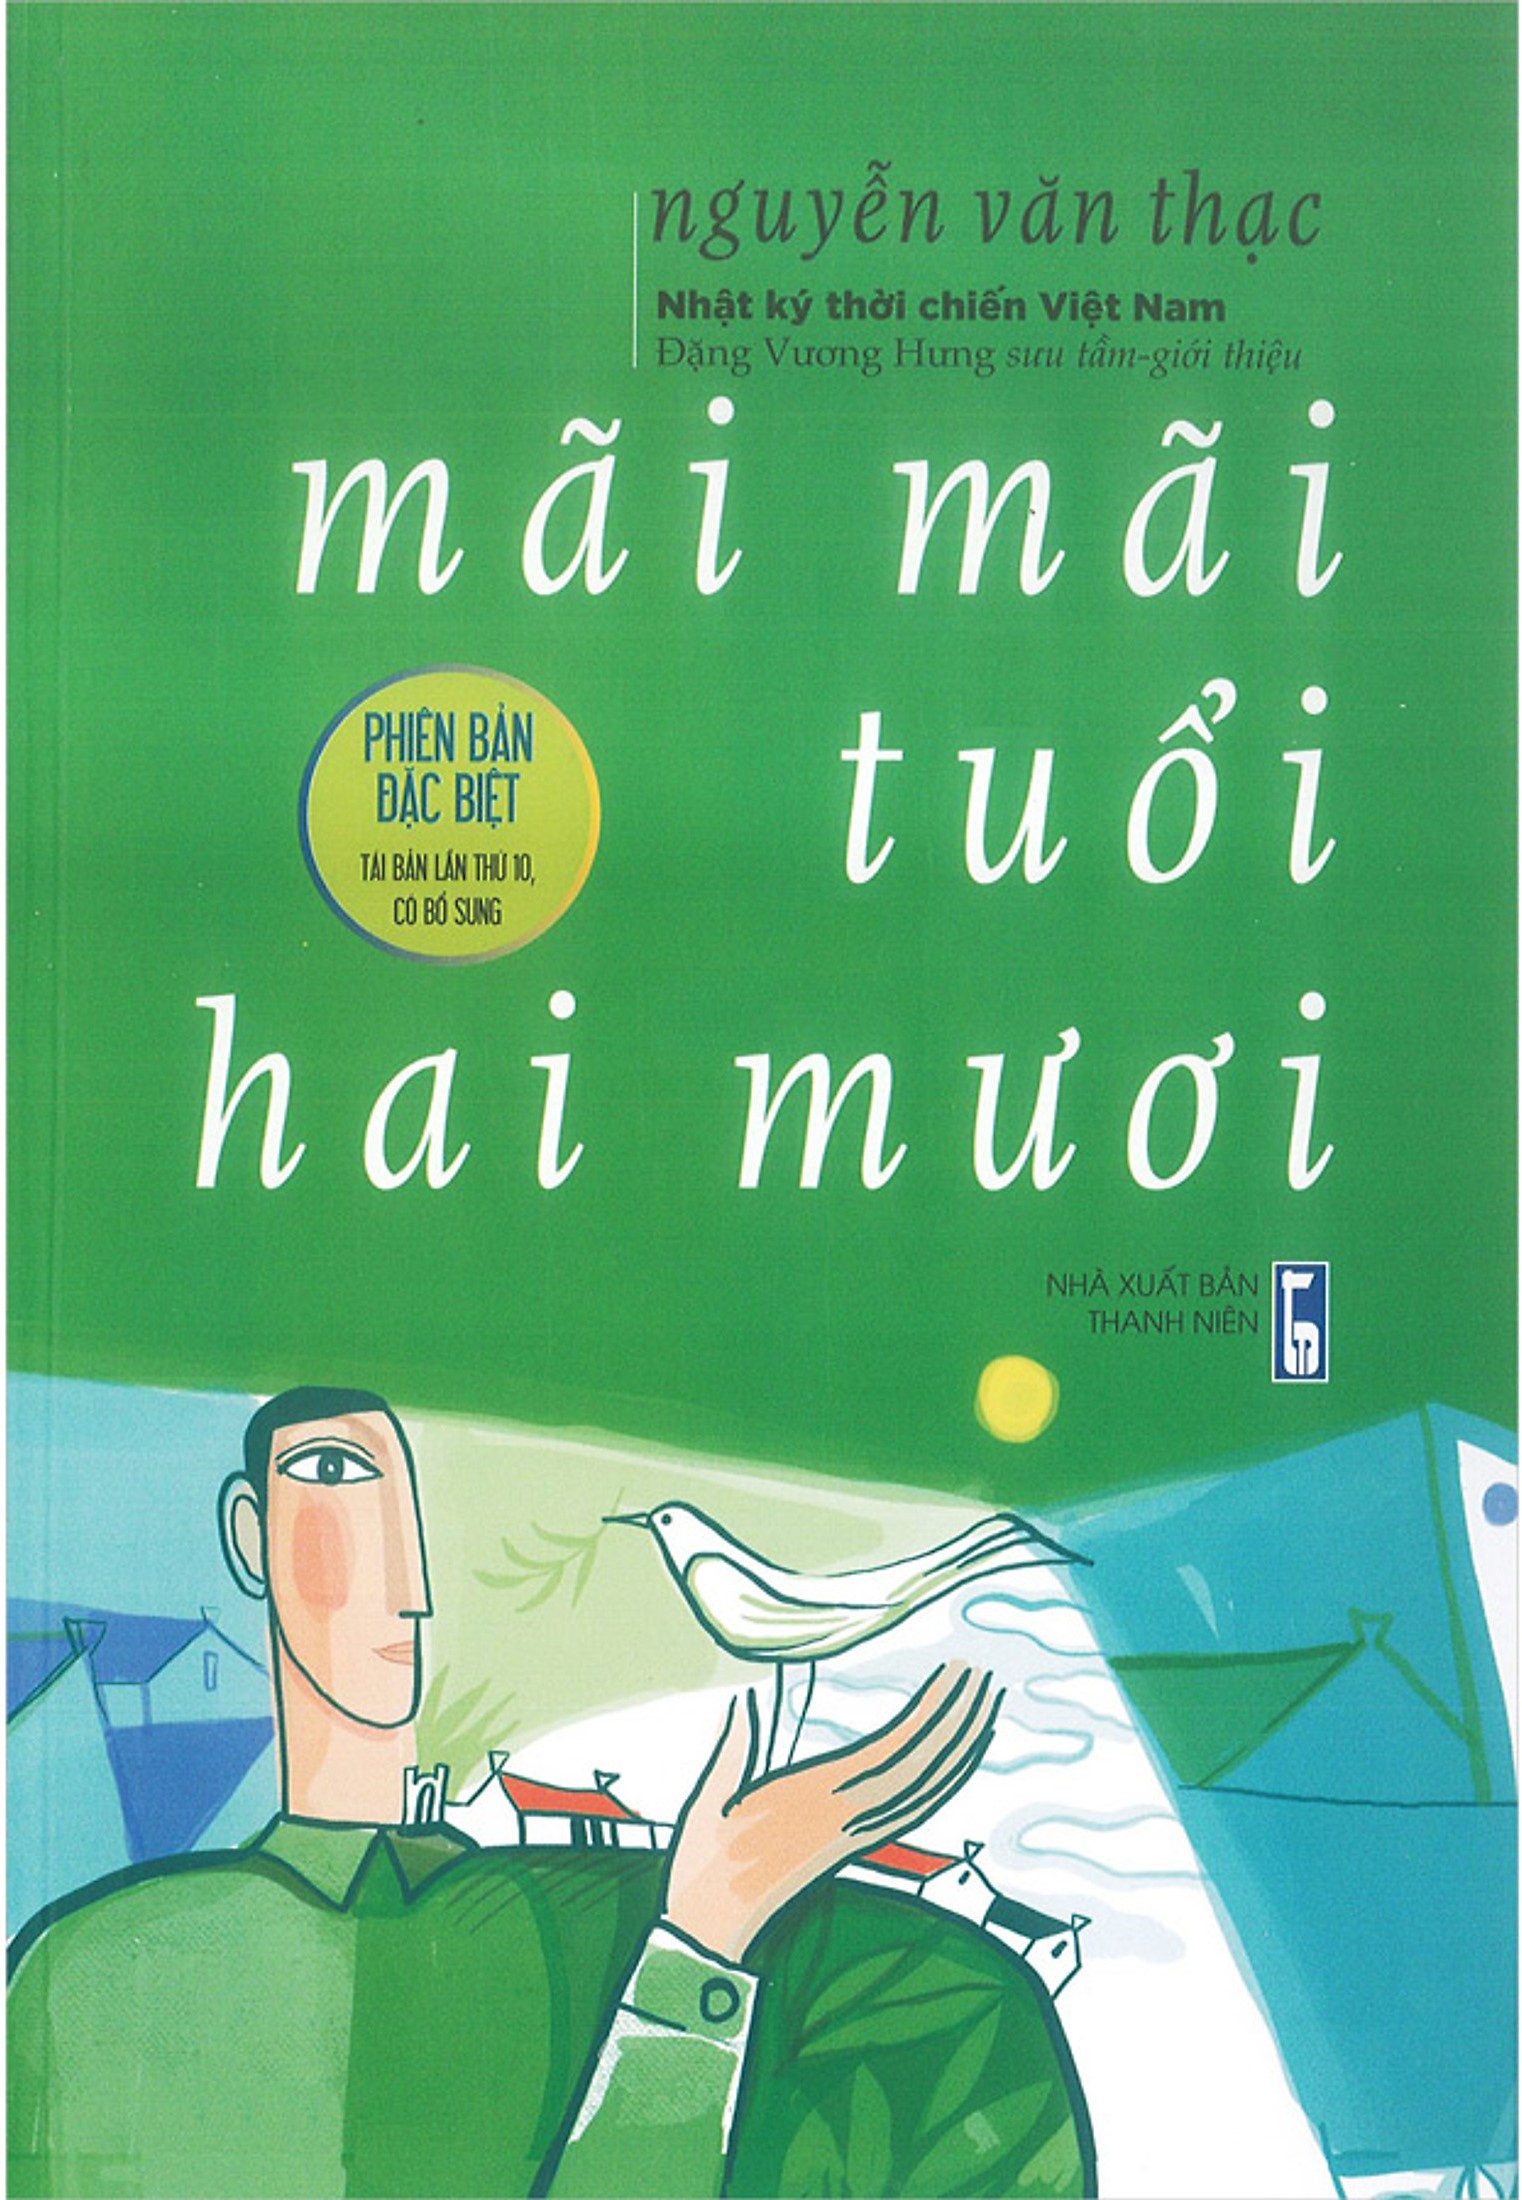 nguyễn văn thạc
Nhật ký thời chiến Việt Nam
Đặng Vương Hưng sưu tầm-giới thiệu
mãi mãi
tuổi
hai mươi
PHIÊN BẢN
ĐẶC BIỆT
TÁI BẢN LẦN THỨ 10,
CÓ BỔ SUNG
NHÀ XUẤT BẢN
THANH NIÊN